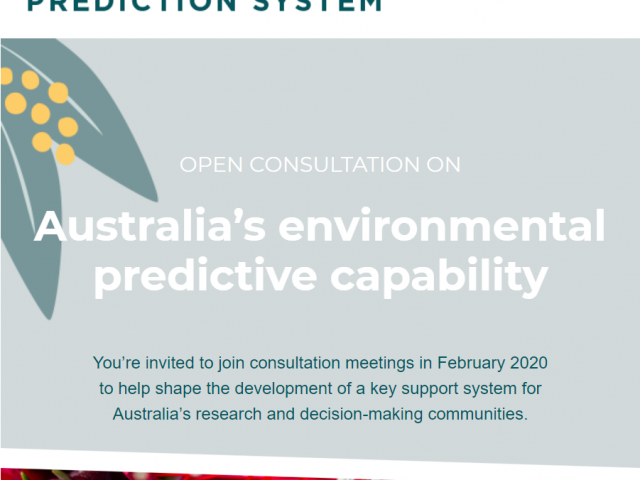 PREDICTION SYSTEM
OPEN CONSULTATION ON
Australia’s environmental
predictive capability
You’re invited to join consultation meetings in February 2020
to help shape the development of a key support system for
Australia’s research and decision-making communities.